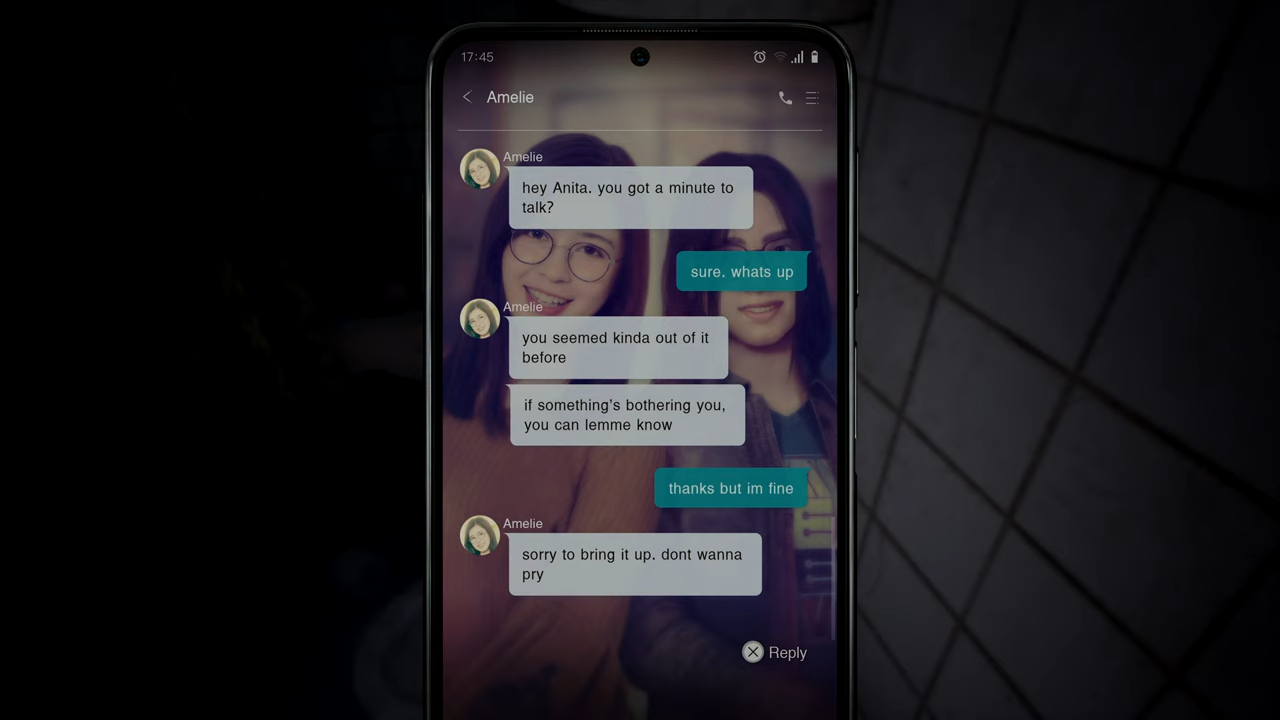 17:45
Amelie
Amelie
hey Anita. you got a minute to
talk?
sure. whats up
Amelie
you seemed kinda out of it
before
if something's bothering you,
you can lemme know
thanks but im fine
Amelie
sorry to bring it up. dont wanna
pry
Reply